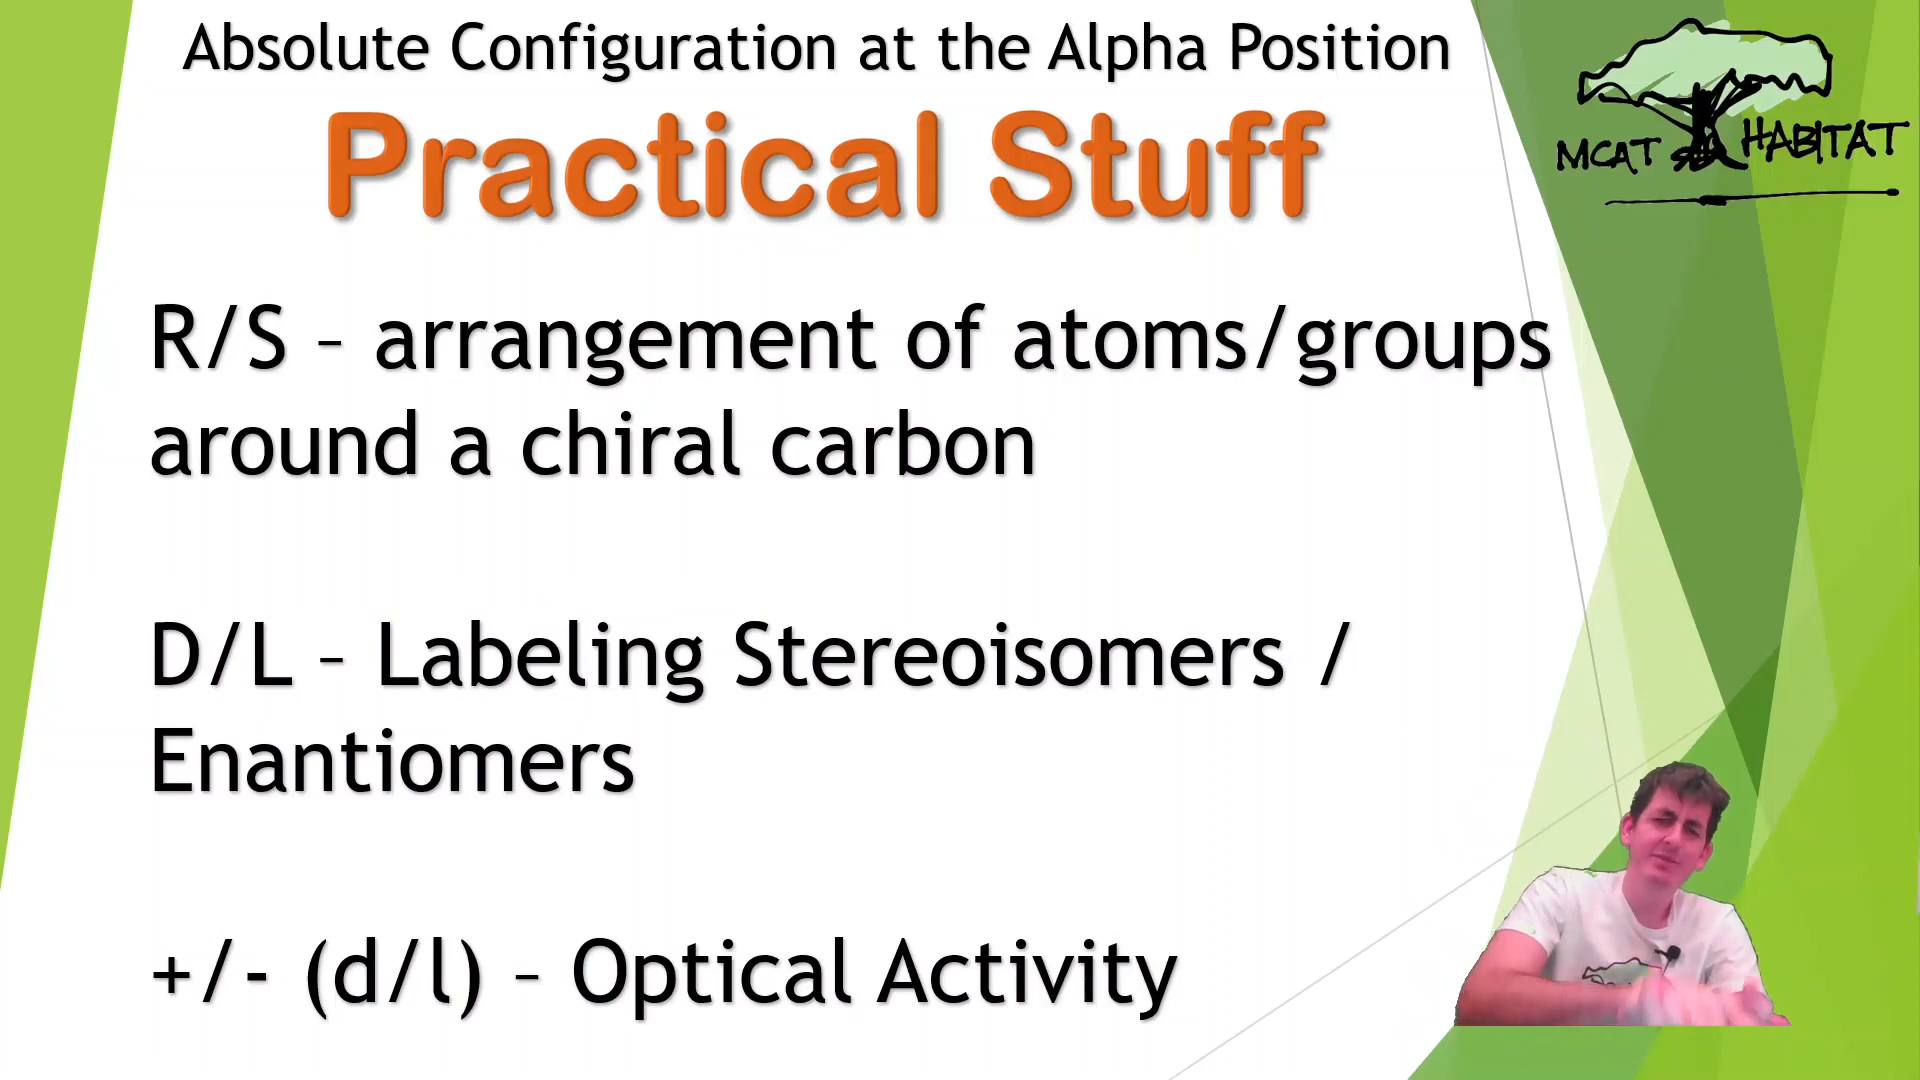 Absolute Configuration at the Alpha Position
Practical Stuff
MCAT HABITAT
R/S – arrangement of atoms/groups
around a chiral carbon
D/L – Labeling Stereoisomers /
Enantiomers
+/- (d/l) – Optical Activity